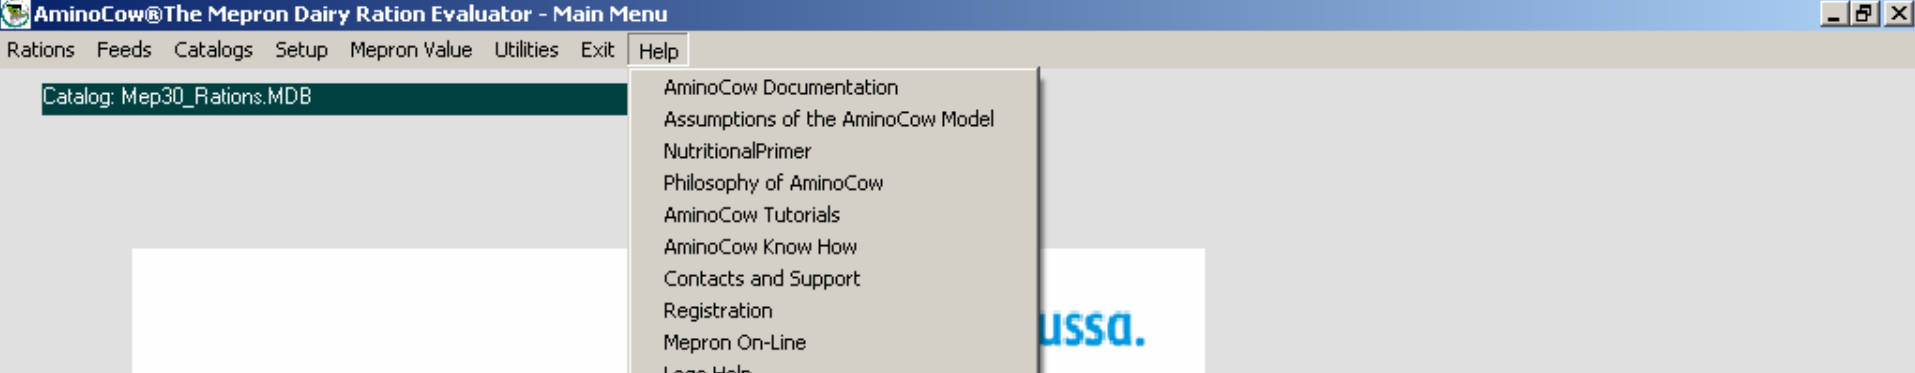 AminoCow®The Mepron Dairy Ration Evaluator - Main Menu
Rations Feeds Catalogs Setup Mepron Value Utilities Exit Help
Catalog: Mep30_Rations.MDB
AminoCow Documentation
Assumptions of the AminoCow Model
NutritionalPrimer
Philosophy of AminoCow
AminoCow Tutorials
AminoCow Know How
Contacts and Support
Registration
ussa.
Mepron On-Line